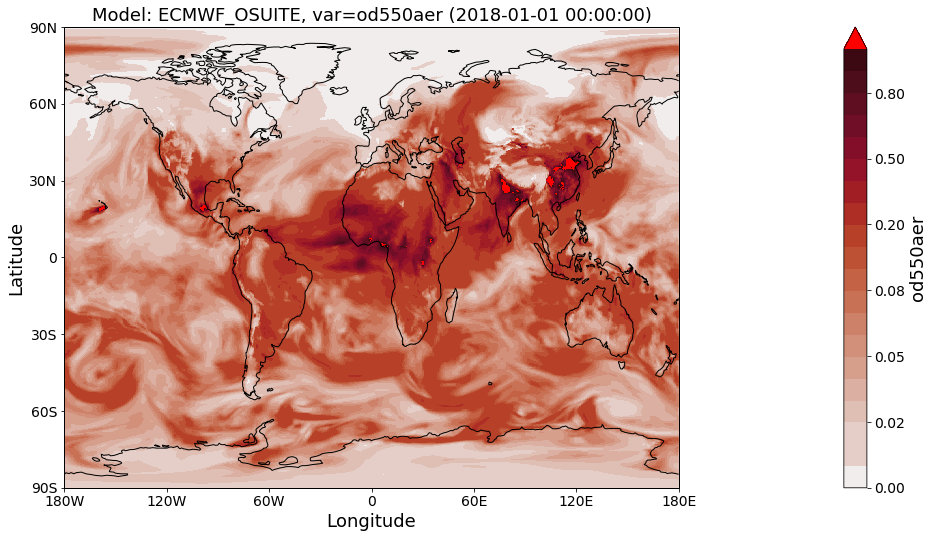 Model: ECMWF_OSUITE, var=od550aer (2018-01-01 00:00:00)
90N
60N
30N
0
30S
60S
90S
Latitude
180W
120W
60W
0
60E
120E
180E
Longitude
0.80
0.50
0.20
0.08
0.05
0.02
0.00
od550aer